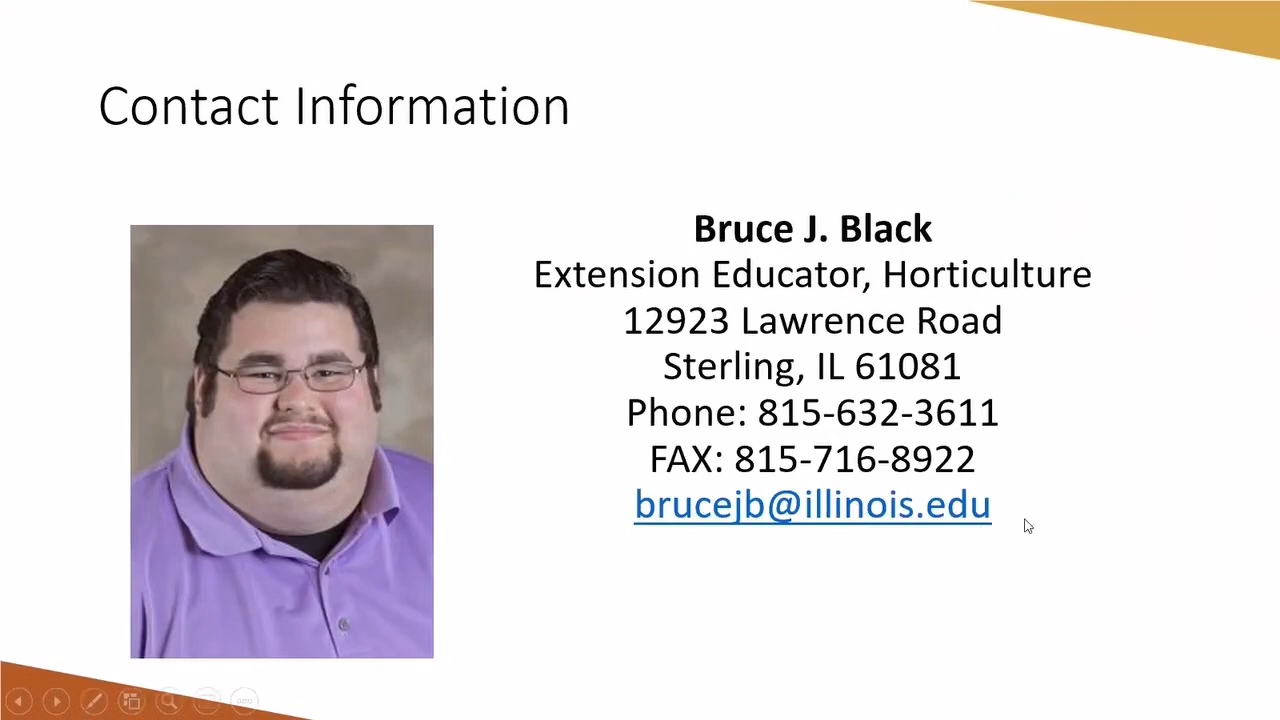 Contact Information
Bruce J. Black
Extension Educator, Horticulture
12923 Lawrence Road
Sterling, IL 61081
Phone: 815-632-3611
FAX: 815-716-8922
brucejb@illinois.edu